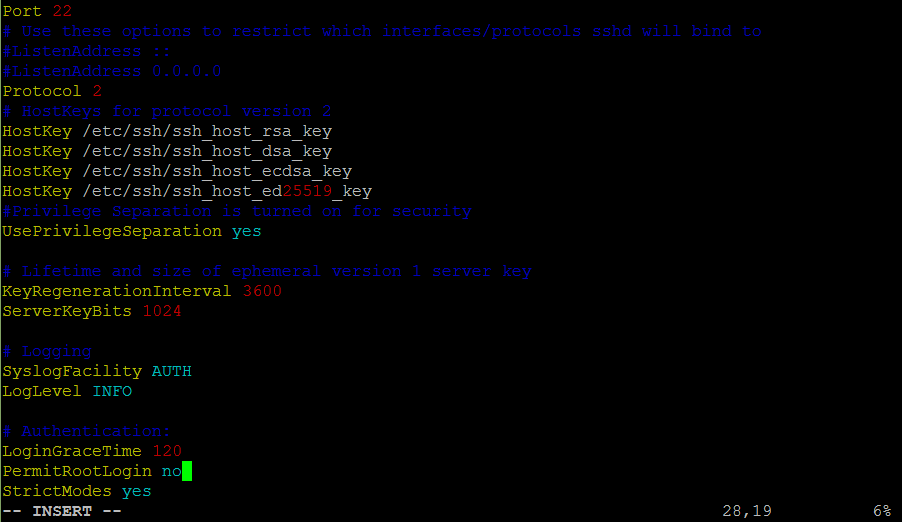 Port 22
# Use these options to restrict which interfaces/protocols sshd will bind to
#ListenAddress ::
#ListenAddress 0.0.0.0
Protocol 2
# HostKeys for protocol version 2
HostKey /etc/ssh/ssh_host_rsa_key
HostKey /etc/ssh/ssh_host_dsa_key
HostKey /etc/ssh/ssh_host_ecdsa_key
HostKey /etc/ssh/ssh_host_ed25519_key
#Privilege Separation is turned on for security
UsePrivilegeSeparation yes
# Lifetime and size of ephemeral version 1 server key
KeyRegenerationInterval 3600
ServerKeyBits 1024
# Logging
SyslogFacility AUTH
LogLevel INFO
# Authentication:
LoginGraceTime 120
PermitRootLogin no
StrictModes yes
-- INSERT -- 28,19 6%